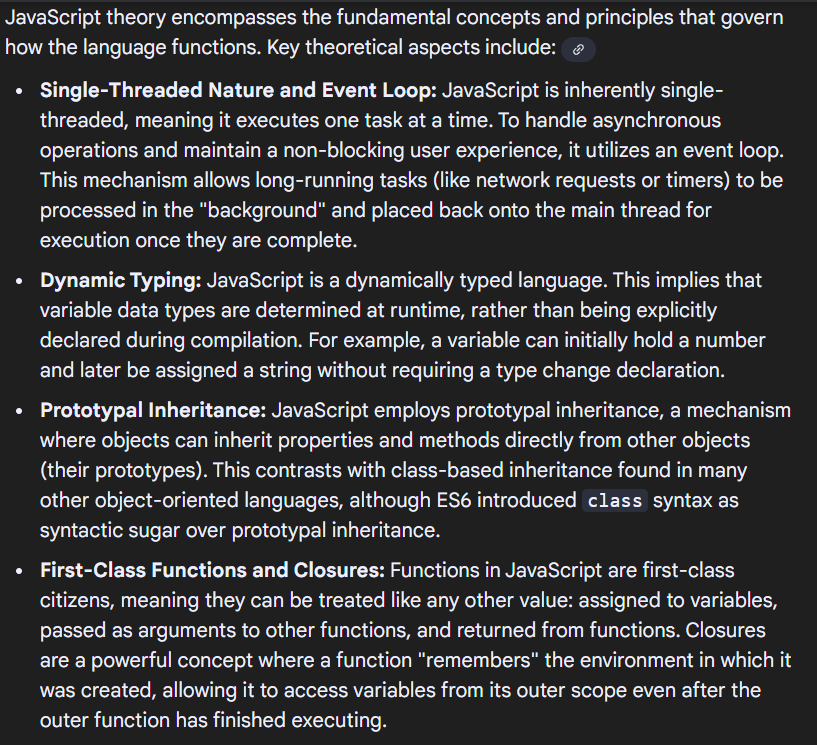 JavaScript theory encompasses the fundamental concepts and principles that govern
how the language functions. Key theoretical aspects include:
• Single-Threaded Nature and Event Loop: JavaScript is inherently single-
threaded, meaning it executes one task at a time. To handle asynchronous
operations and maintain a non-blocking user experience, it utilizes an event loop.
This mechanism allows long-running tasks (like network requests or timers) to be
processed in the "background" and placed back onto the main thread for
execution once they are complete.
• Dynamic Typing: JavaScript is a dynamically typed language. This implies that
variable data types are determined at runtime, rather than being explicitly
declared during compilation. For example, a variable can initially hold a number
and later be assigned a string without requiring a type change declaration.
• Prototypal Inheritance: JavaScript employs prototypal inheritance, a mechanism
where objects can inherit properties and methods directly from other objects
(their prototypes). This contrasts with class-based inheritance found in many
other object-oriented languages, although ES6 introduced class syntax as
syntactic sugar over prototypal inheritance.
• First-Class Functions and Closures: Functions in JavaScript are first-class
citizens, meaning they can be treated like any other value: assigned to variables,
passed as arguments to other functions, and returned from functions. Closures
are a powerful concept where a function "remembers" the environment in which it
was created, allowing it to access variables from its outer scope even after the
outer function has finished executing.